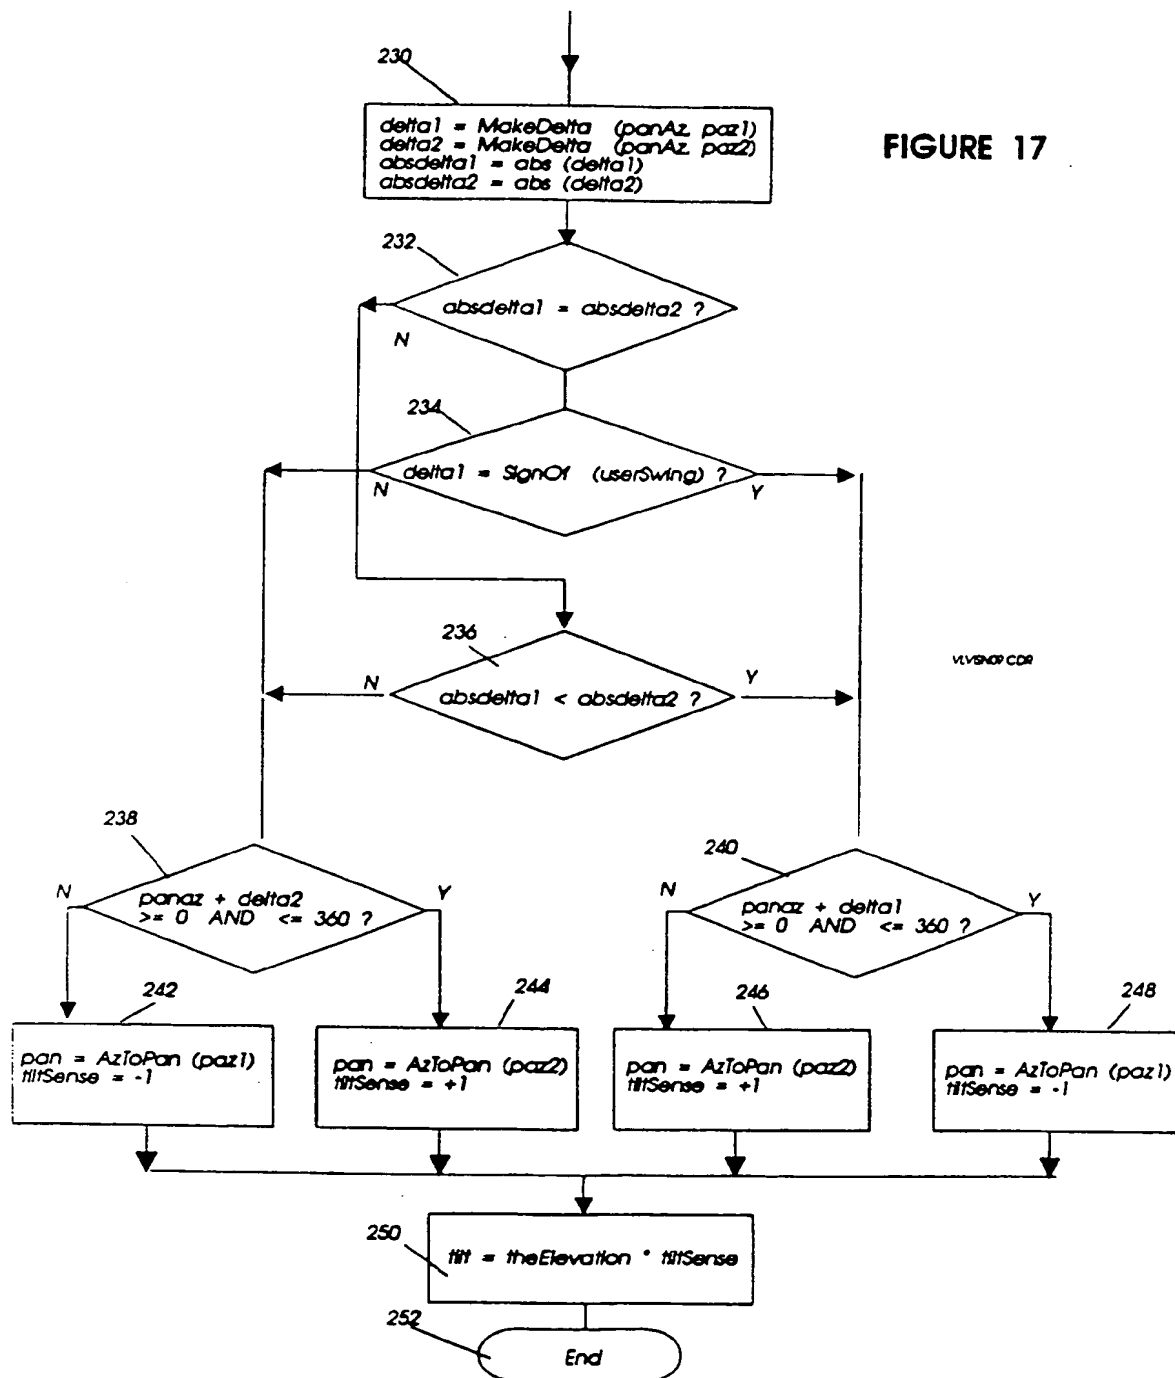 230
delta1 = MakeDelta (panAz, paz1)
delta2 = MakeDelta (panAz, paz2)
absdelta1 = abs (delta1)
absdelta2 = abs (delta2)
FIGURE 17
232
absdelta1 = absdelta2 ?
N
234
delta1 = SignOf (userSwing) ?
N
Y
236
absdelta1 < absdelta2 ?
N
Y
VLVSN09.CDR
238
panaz + delta2
>= 0 AND <= 360 ?
N
Y
240
panaz + delta1
>= 0 AND <= 360 ?
N
Y
242
pan = AzToPan (paz1)
tiltSense = -1
244
pan = AzToPan (paz2)
tiltSense = +1
246
pan = AzToPan (paz2)
tiltSense = +1
248
pan = AzToPan (paz1)
tiltSense = -1
250
tilt = theElevation * tiltSense
252
End